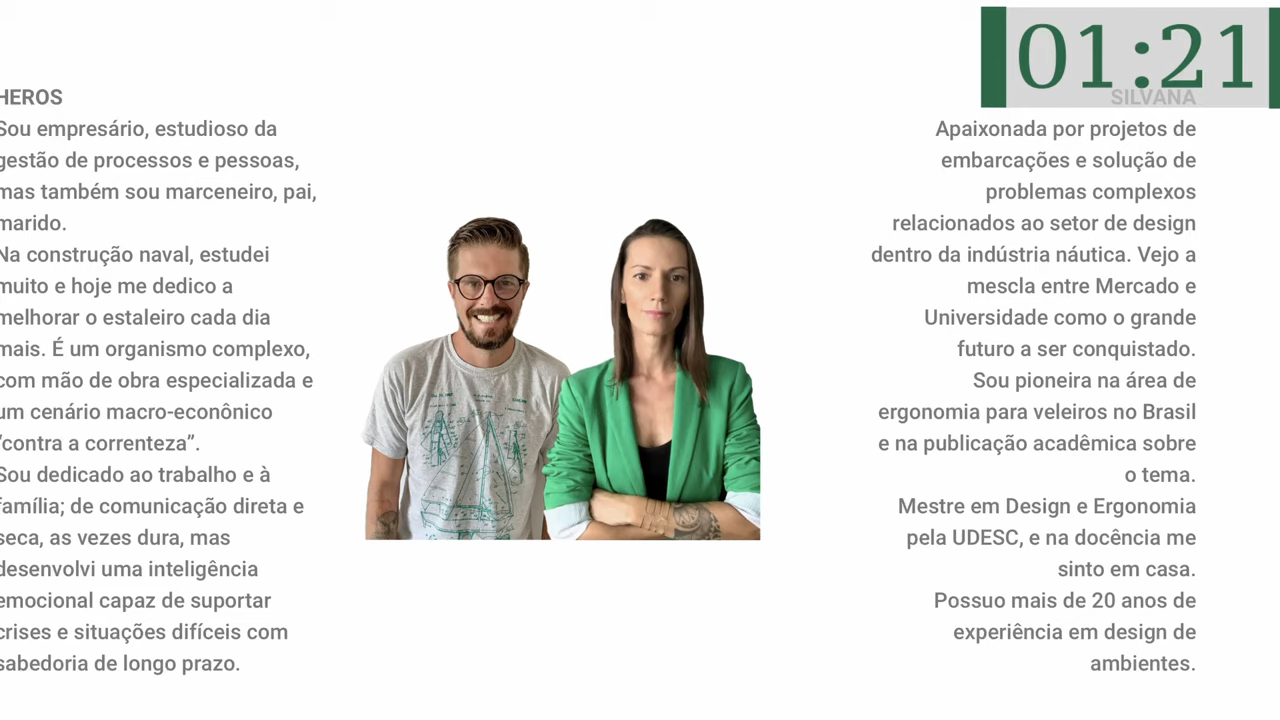 01:21
HEROS
Sou empresário, estudioso da
gestão de processos e pessoas,
mas também sou marceneiro, pai,
marido.
Na construção naval, estudei
muito e hoje me dedico a
melhorar o estaleiro cada dia
mais. É um organismo complexo,
com mão de obra especializada e
um cenário macro-econônico
“contra a correnteza”.
Sou dedicado ao trabalho e à
família; de comunicação direta e
seca, as vezes dura, mas
desenvolvi uma inteligência
emocional capaz de suportar
crises e situações difíceis com
sabedoria de longo prazo.
SILVANA
Apaixonada por projetos de
embarcações e solução de
problemas complexos
relacionados ao setor de design
dentro da indústria náutica. Vejo a
mescla entre Mercado e
Universidade como o grande
futuro a ser conquistado.
Sou pioneira na área de
ergonomia para veleiros no Brasil
e na publicação acadêmica sobre
o tema.
Mestre em Design e Ergonomia
pela UDESC, e na docência me
sinto em casa.
Possuo mais de 20 anos de
experiência em design de
ambientes.